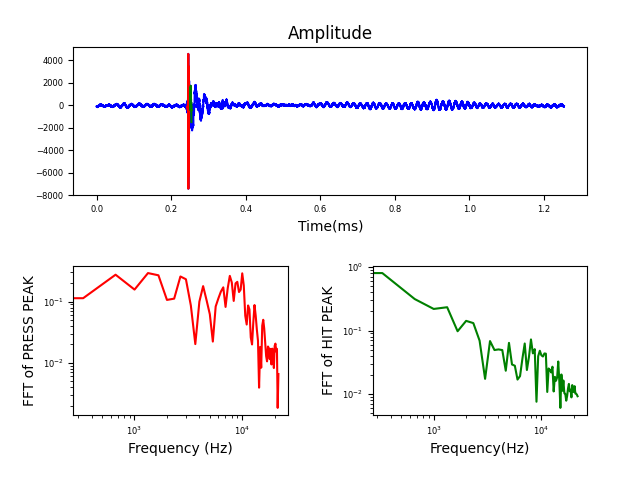 Amplitude
4000
2000
0
−2000
−4000
−6000
−8000
0.0 0.2 0.4 0.6 0.8 1.0 1.2
Time(ms)
FFT of PRESS PEAK
10⁻¹
10⁻²
10³ 10⁴
Frequency (Hz)
FFT of HIT PEAK
10⁰
10⁻¹
10⁻²
10³ 10⁴
Frequency(Hz)